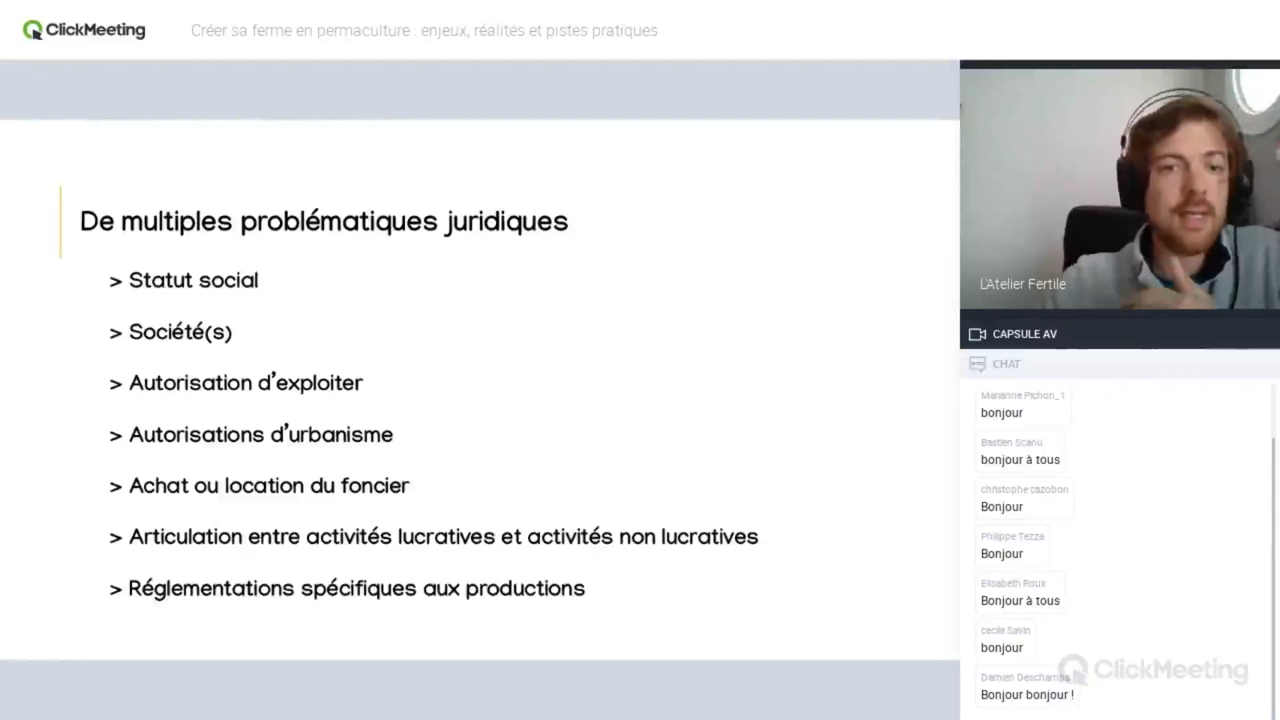 ClickMeeting
Créer sa ferme en permaculture : enjeux, réalités et pistes pratiques
De multiples problématiques juridiques
> Statut social
> Société(s)
> Autorisation d'exploiter
> Autorisations d'urbanisme
> Achat ou location du foncier
> Articulation entre activités lucratives et activités non lucratives
> Réglementations spécifiques aux productions
L'Atelier Fertile
CAPSULE AV
CHAT
Marianne Pichon_1
bonjour
Bastien Scanu
bonjour à tous
christophe cazobon
Bonjour
Philippe Tezza
Bonjour
Elisabeth Roux
Bonjour à tous
cecile Savin
bonjour
Damien Deschamps
Bonjour bonjour !
ClickMeeting